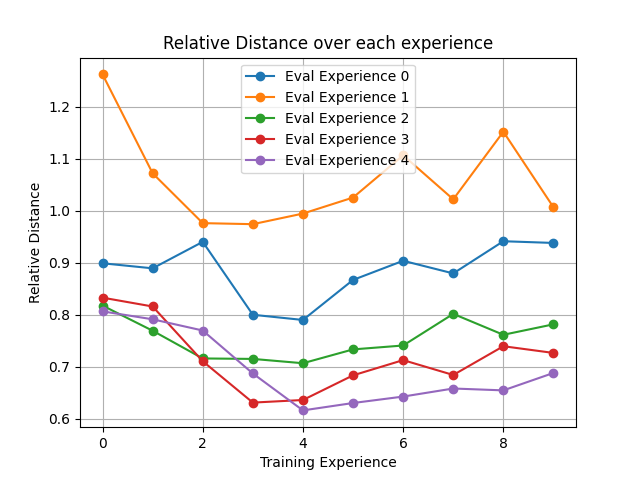 Relative Distance over each experience
Eval Experience 0
Eval Experience 1
Eval Experience 2
Eval Experience 3
Eval Experience 4
Relative Distance
1.2
1.1
1.0
0.9
0.8
0.7
0.6
0 2 4 6 8
Training Experience